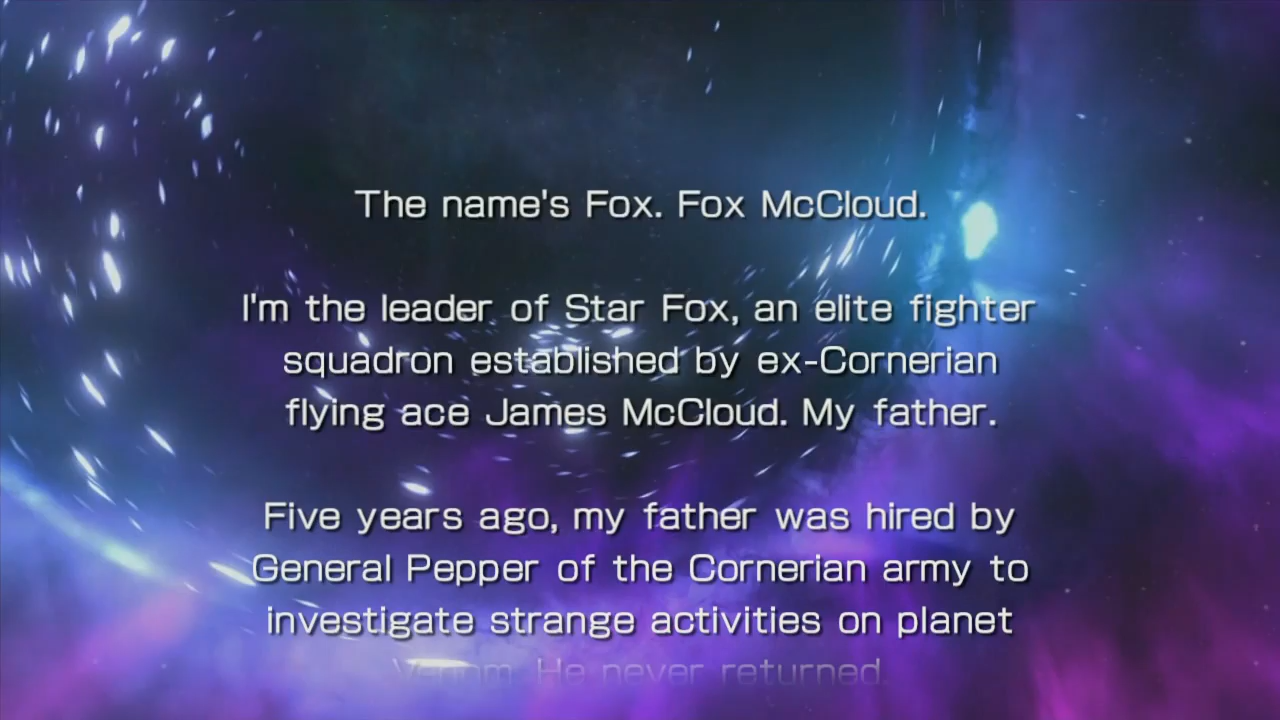 The name's Fox. Fox McCloud.
I'm the leader of Star Fox, an elite fighter
squadron established by ex-Cornerian
flying ace James McCloud. My father.
Five years ago, my father was hired by
General Pepper of the Cornerian army to
investigate strange activities on planet
Venom. He never returned.